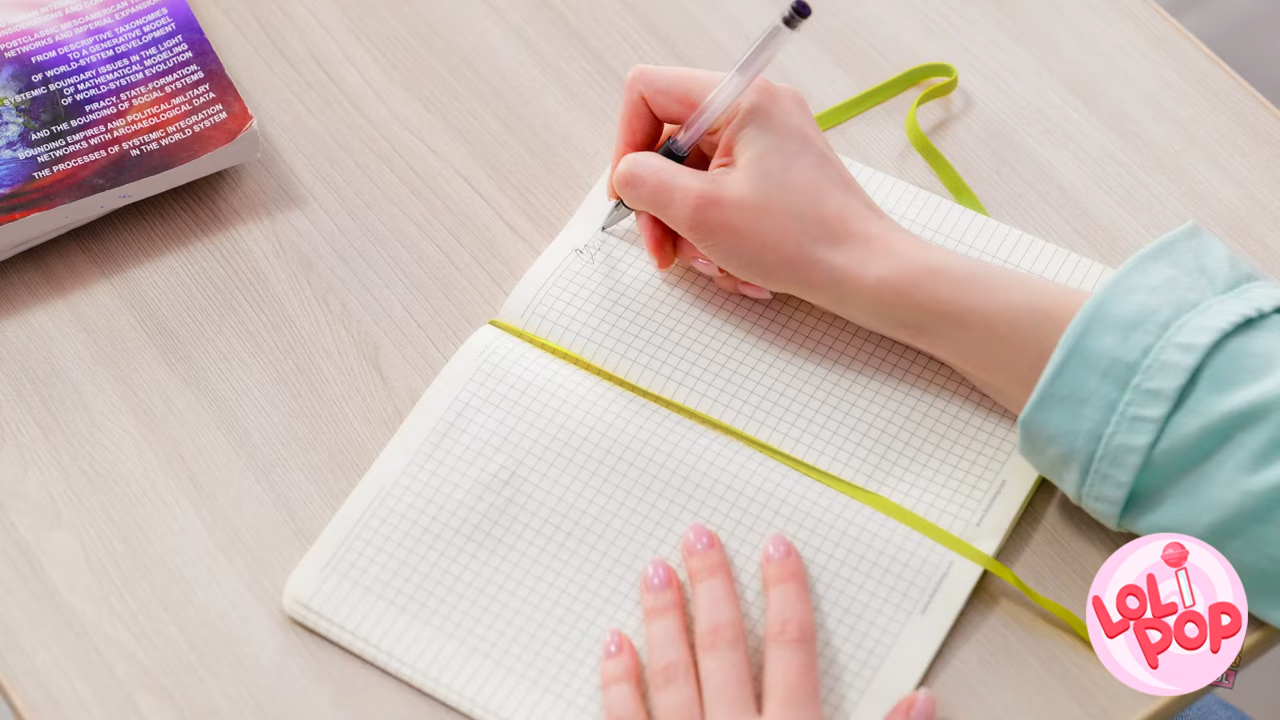 POSTCLASSIC MESOAMERICAN
NETWORKS AND IMPERIAL EXPANSION
FROM DESCRIPTIVE TAXONOMIES
TO A GENERATIVE MODEL
OF WORLD-SYSTEM DEVELOPMENT
SYSTEMIC BOUNDARY ISSUES IN THE LIGHT
OF MATHEMATICAL MODELING
OF WORLD-SYSTEM EVOLUTION
PIRACY, STATE-FORMATION,
AND THE BOUNDING OF SOCIAL SYSTEMS
BOUNDING EMPIRES AND POLITICAL/MILITARY
NETWORKS WITH ARCHAEOLOGICAL DATA
THE PROCESSES OF SYSTEMIC INTEGRATION
IN THE WORLD SYSTEM
LOLI
POP